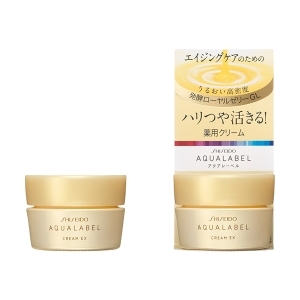 SHISEIDO
AQUALABEL
CREAM EX
エイジングケアのための
うるおい高密度
発酵ローヤルゼリーGL
ハリつや活きる!
薬用クリーム
SHISEIDO
AQUALABEL
アクアレーベル
SHISEIDO
AQUALABEL
CREAM EX